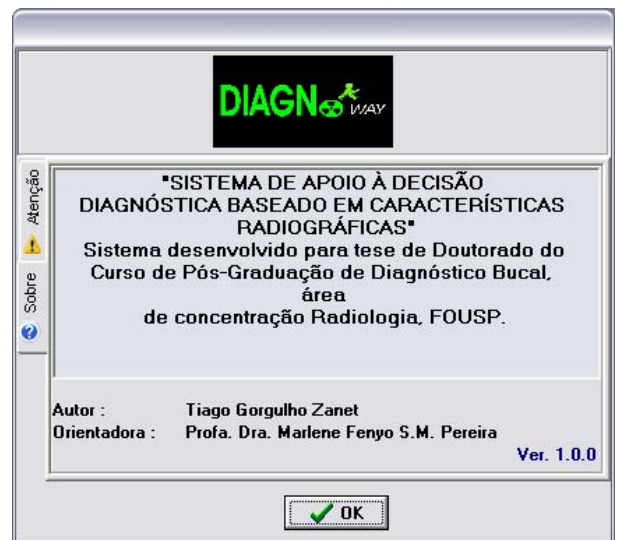 DIAGN WAY
Atenção
Sobre
"SISTEMA DE APOIO À DECISÃO
DIAGNÓSTICA BASEADO EM CARACTERÍSTICAS
RADIOGRÁFICAS"
Sistema desenvolvido para tese de Doutorado do
Curso de Pós-Graduação de Diagnóstico Bucal,
área
de concentração Radiologia, FOUSP.
Autor : Tiago Gorgulho Zanet
Orientadora : Profa. Dra. Marlene Fenyo S.M. Pereira
Ver. 1.0.0
OK